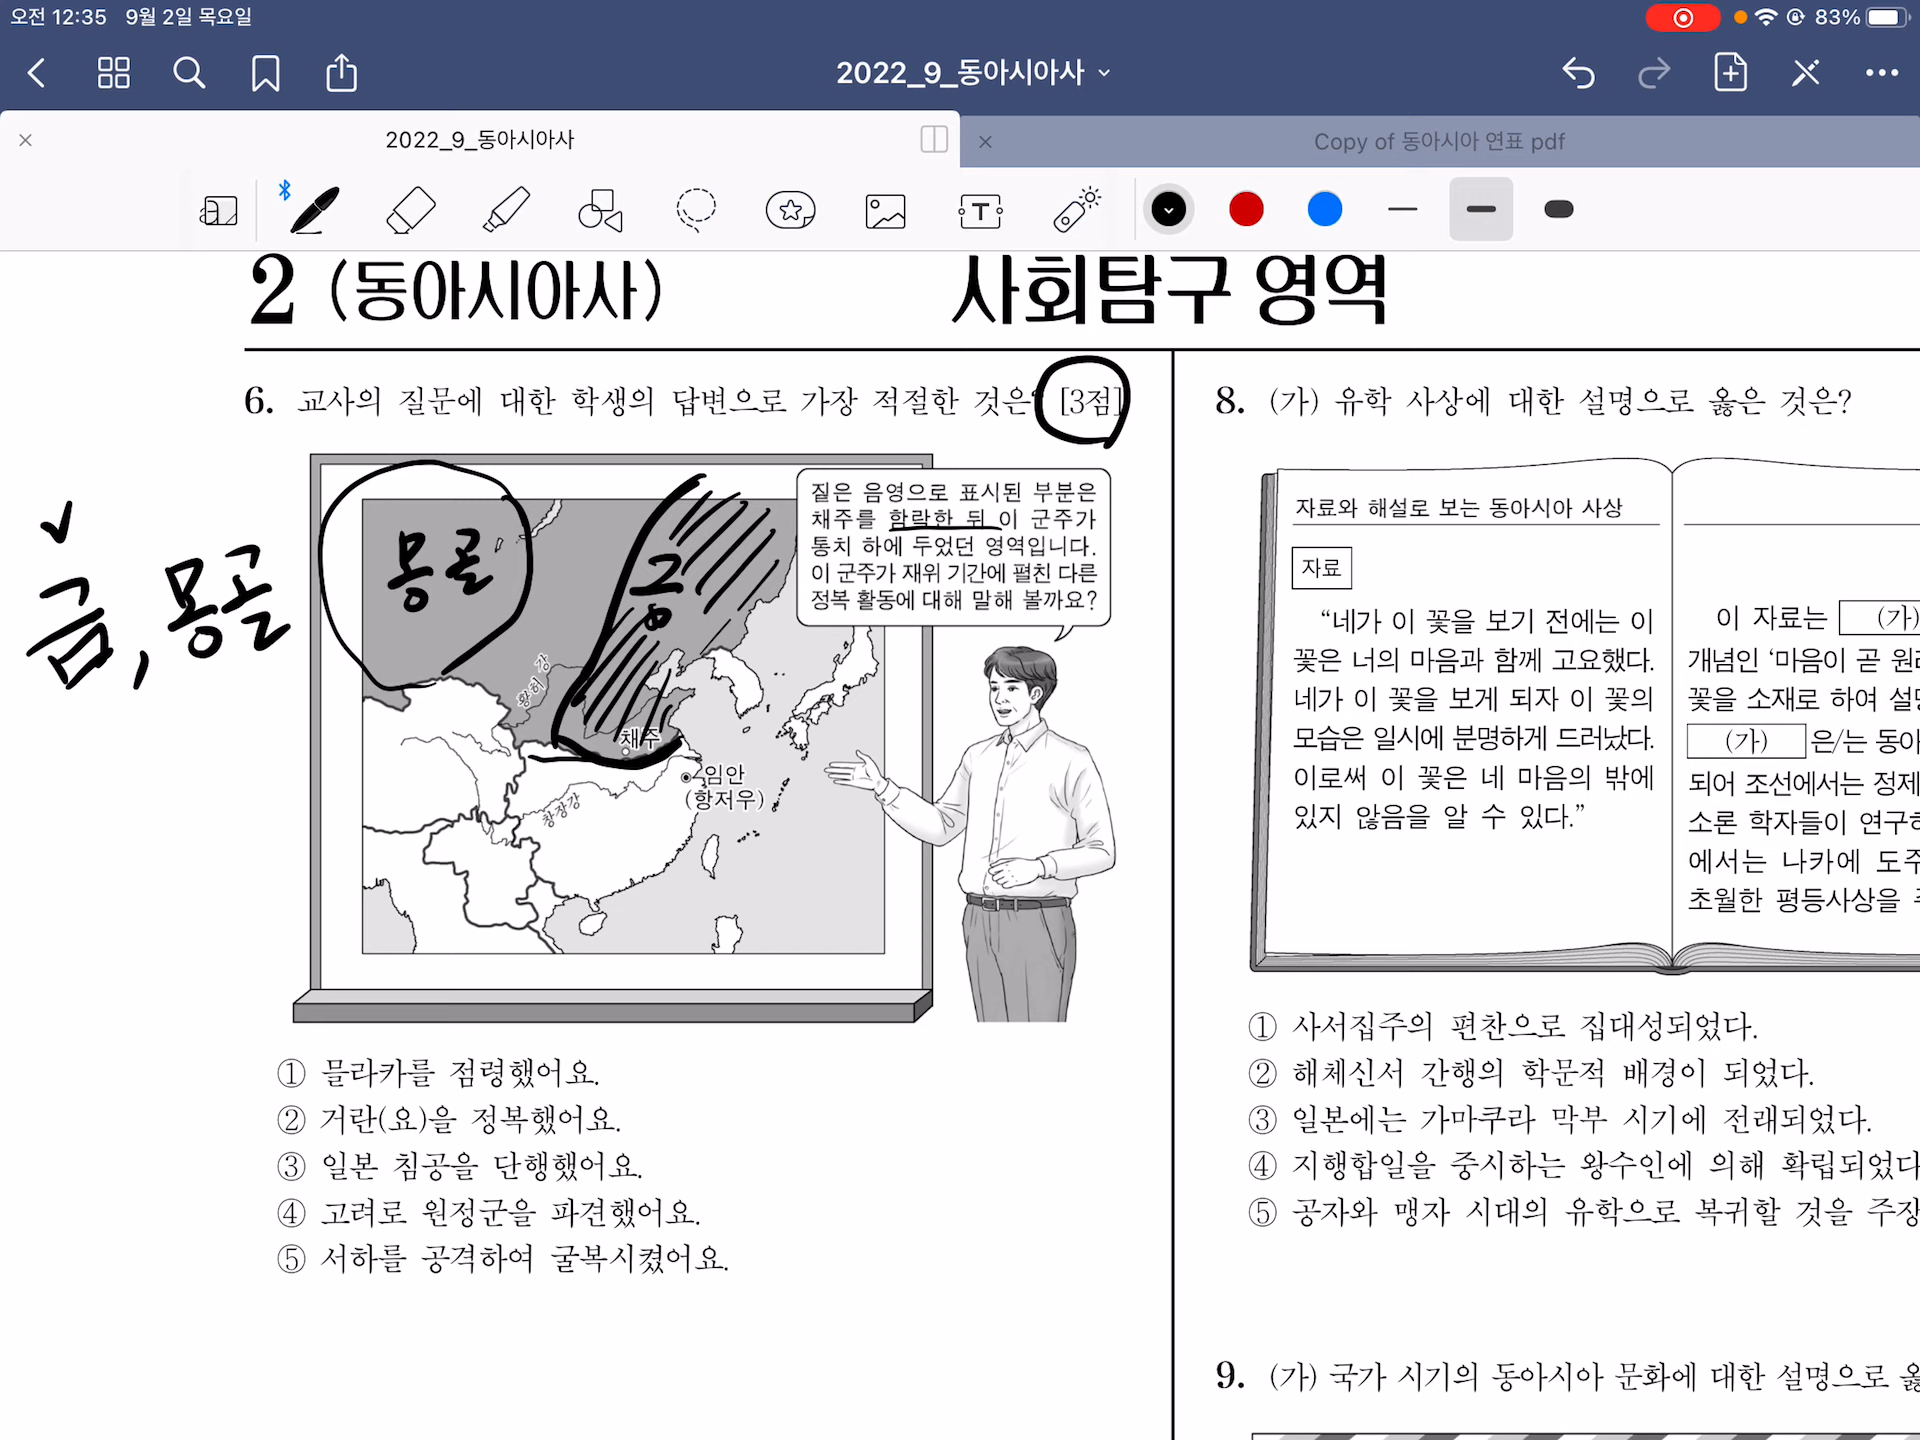 오전 12:35 9월 2일 목요일
83%
2022_9_동아시아사
2022_9_동아시아사
Copy of 동아시아 연표 pdf
2 (동아시아사)
사회탐구 영역
6. 교사의 질문에 대한 학생의 답변으로 가장 적절한 것은? [3점]
금, 몽골
몽골
금
짙은 음영으로 표시된 부분은
채주를 함락한 뒤 이 군주가
통치 하에 두었던 영역입니다.
이 군주가 재위 기간에 펼친 다른
정복 활동에 대해 말해 볼까요?
황허 강
채주
임안
(항저우)
창장강
① 믈라카를 점령했어요.
② 거란(요)을 정복했어요.
③ 일본 침공을 단행했어요.
④ 고려로 원정군을 파견했어요.
⑤ 서하를 공격하여 굴복시켰어요.
8. (가) 유학 사상에 대한 설명으로 옳은 것은?
자료와 해설로 보는 동아시아 사상
자료
“네가 이 꽃을 보기 전에는 이
꽃은 너의 마음과 함께 고요했다.
네가 이 꽃을 보게 되자 이 꽃의
모습은 일시에 분명하게 드러났다.
이로써 이 꽃은 네 마음의 밖에
있지 않음을 알 수 있다.”
이 자료는 (가)
개념인 ‘마음이 곧
꽃을 소재로 하여
(가) 은/는
되어 조선에서는
소론 학자들이
에서는 나카에
초월한 평등사상을
① 사서집주의 편찬으로 집대성되었다.
② 해체신서 간행의 학문적 배경이 되었다.
③ 일본에는 가마쿠라 막부 시기에 전래되었다.
④ 지행합일을 중시하는 왕수인에 의해 확립되었다
⑤ 공자와 맹자 시대의 유학으로 복귀할 것을
9. (가) 국가 시기의 동아시아 문화에 대한 설명으로